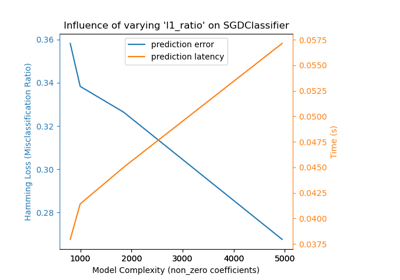 Influence of varying 'l1_ratio' on SGDClassifier
prediction error
prediction latency
Hamming Loss (Misclassification Ratio)
0.36
0.34
0.32
0.30
0.28
0.0575
0.0550
0.0525
0.0500
0.0475
0.0450
0.0425
0.0400
0.0375
Time (s)
1000 2000 3000 4000 5000
Model Complexity (non_zero coefficients)